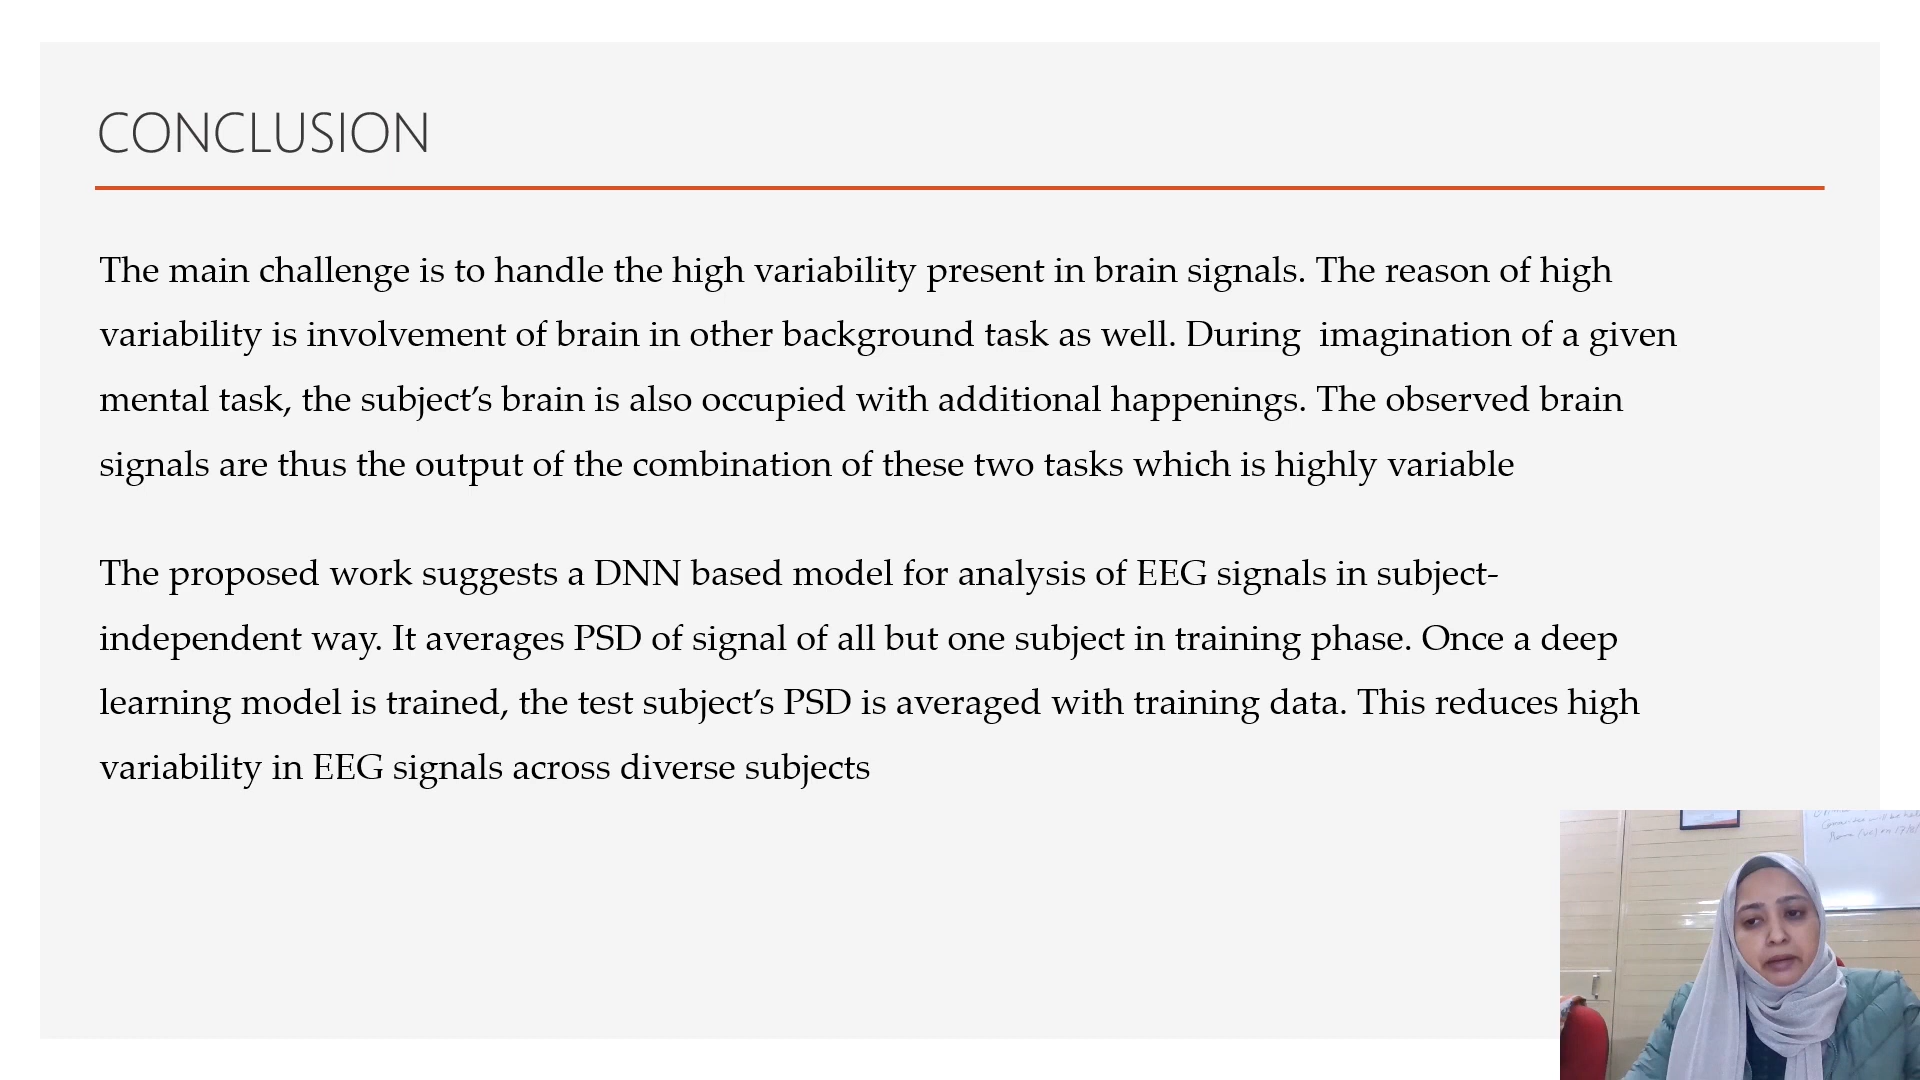 CONCLUSION
The main challenge is to handle the high variability present in brain signals. The reason of high
variability is involvement of brain in other background task as well. During  imagination of a given
mental task, the subject’s brain is also occupied with additional happenings. The observed brain
signals are thus the output of the combination of these two tasks which is highly variable
The proposed work suggests a DNN based model for analysis of EEG signals in subject-
independent way. It averages PSD of signal of all but one subject in training phase. Once a deep
learning model is trained, the test subject’s PSD is averaged with training data. This reduces high
variability in EEG signals across diverse subjects